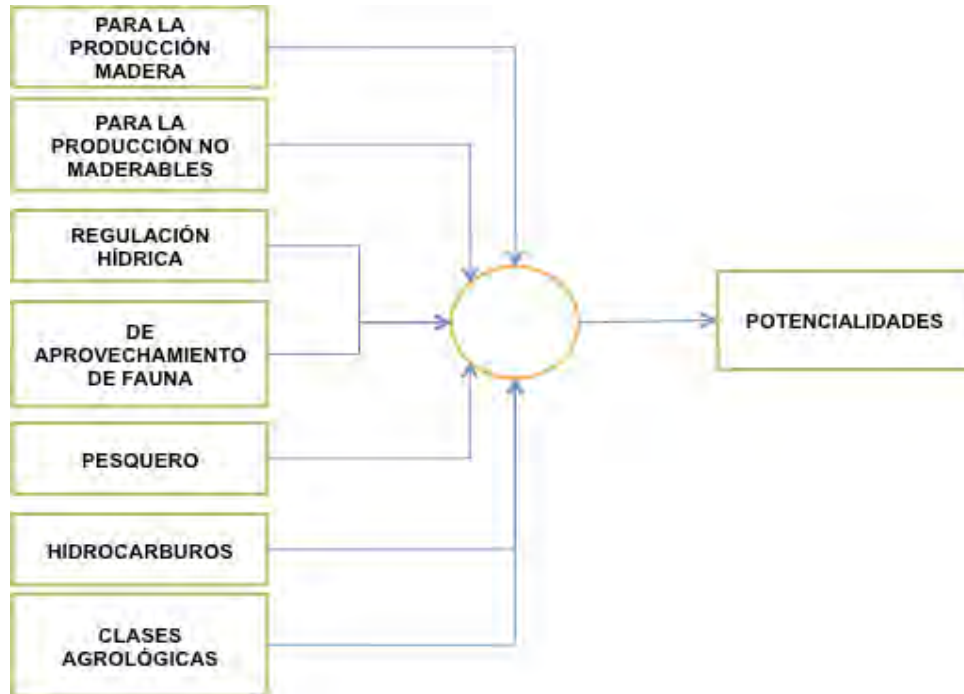 PARA LA
PRODUCCIÓN
MADERA
PARA LA
PRODUCCIÓN NO
MADERABLES
REGULACIÓN
HÍDRICA
DE
APROVECHAMIENTO
DE FAUNA
PESQUERO
HIDROCARBUROS
CLASES
AGROLÓGICAS
POTENCIALIDADES